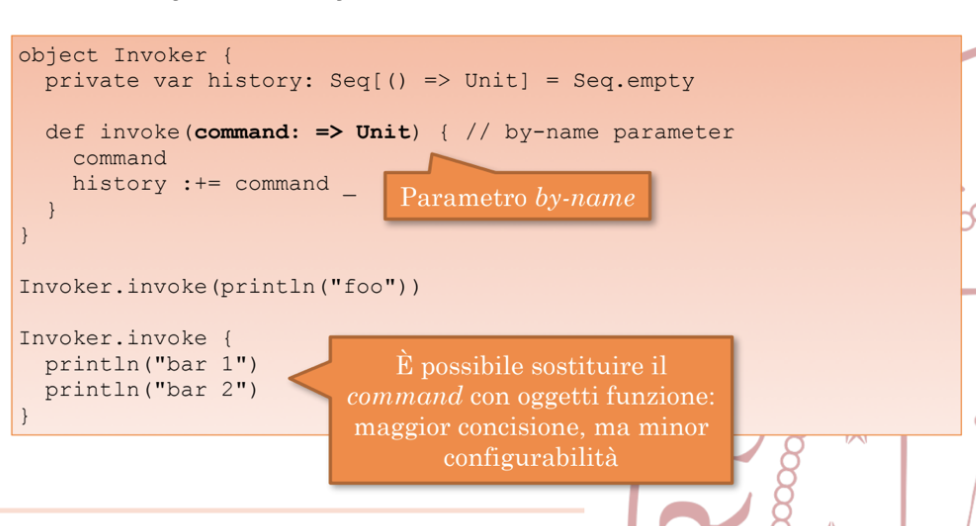 object Invoker {
  private var history: Seq[() => Unit] = Seq.empty
  def invoke(command: => Unit) { // by-name parameter
    command
    history :+= command _
  }
}
Parametro by-name
Invoker.invoke(println("foo"))
Invoker.invoke {
  println("bar 1")
  println("bar 2")
}
È possibile sostituire il
command con oggetti funzione:
maggior concisione, ma minor
configurabilità